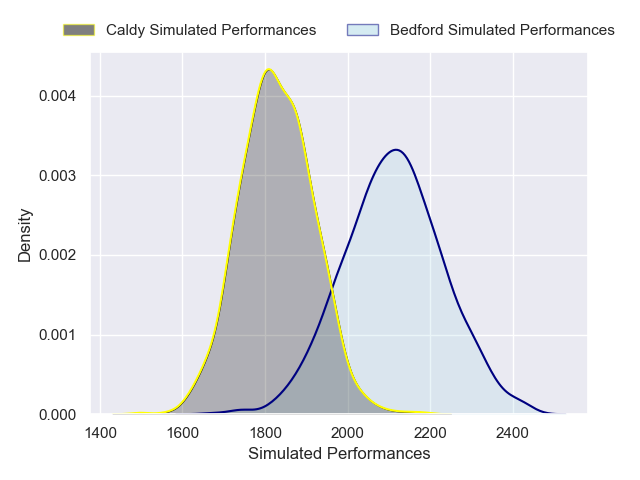 Caldy Simulated Performances Bedford Simulated Performances
0.004
0.003
0.002
0.001
0.000
Density
1400 1600 1800 2000 2200 2400
Simulated Performances